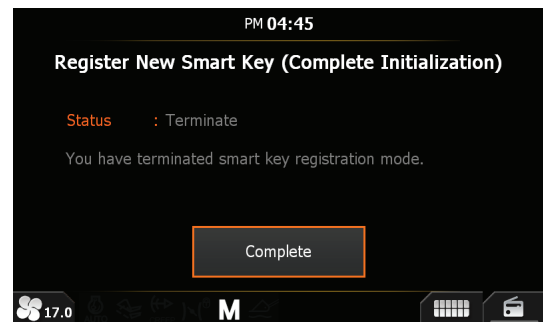 PM 04:45
Register New Smart Key (Complete Initialization)
Status : Terminate
You have terminated smart key registration mode.
Complete
17.0
M